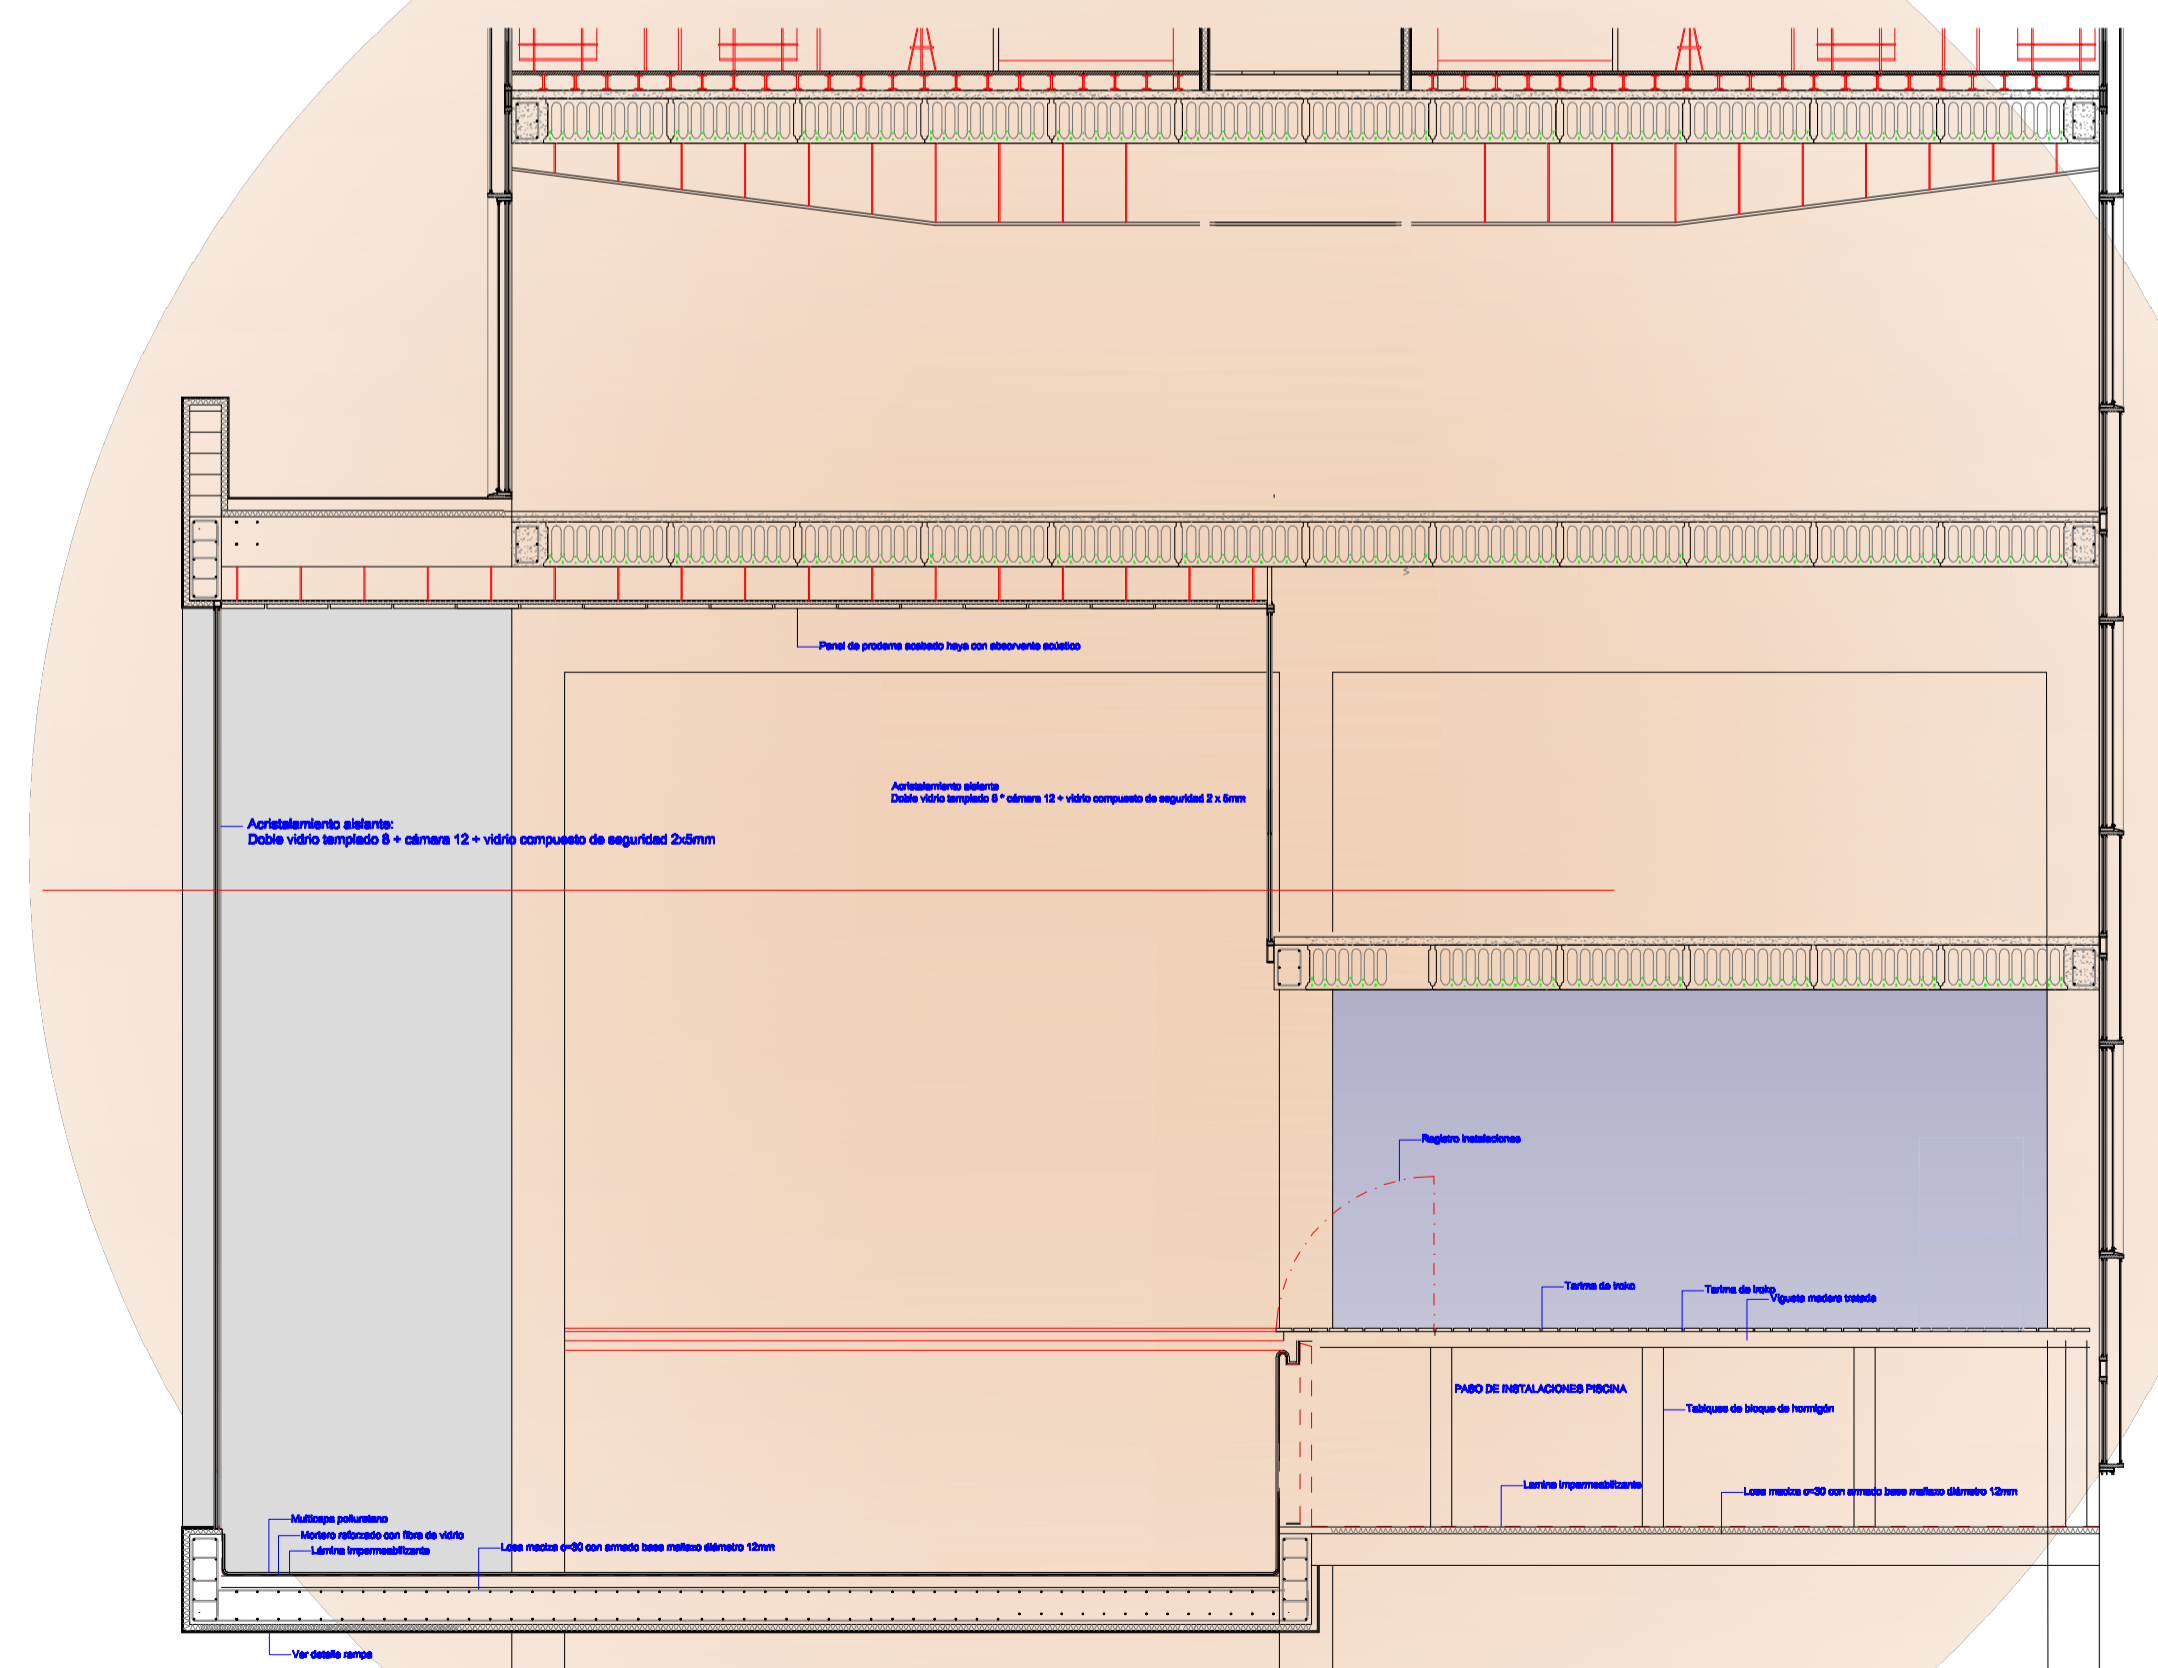 Panel de prodema acabado haya con absorvente acústico
Acristalamiento aislante
Doble vidrio templado 8 * cámara 12 + vidrio compuesto de seguridad 2 x 5mm
Acristalamiento aislante:
Doble vidrio templado 8 + cámara 12 + vidrio compuesto de seguridad 2x5mm
Registro instalaciones
Tarima de iroko
Tarima de iroko
Vigueta madera tratada
PASO DE INSTALACIONES PISCINA
Tabiques de bloque de hormigón
Lamina impermeabilizante
Losa maciza c=30 con armado base mallazo diámetro 12mm
Multicapa poliuretano
Mortero reforzado con fibra de vidrio
Lámina impermeabilizante
Losa maciza c=30 con armado base mallazo diámetro 12mm
Ver detalle rampa